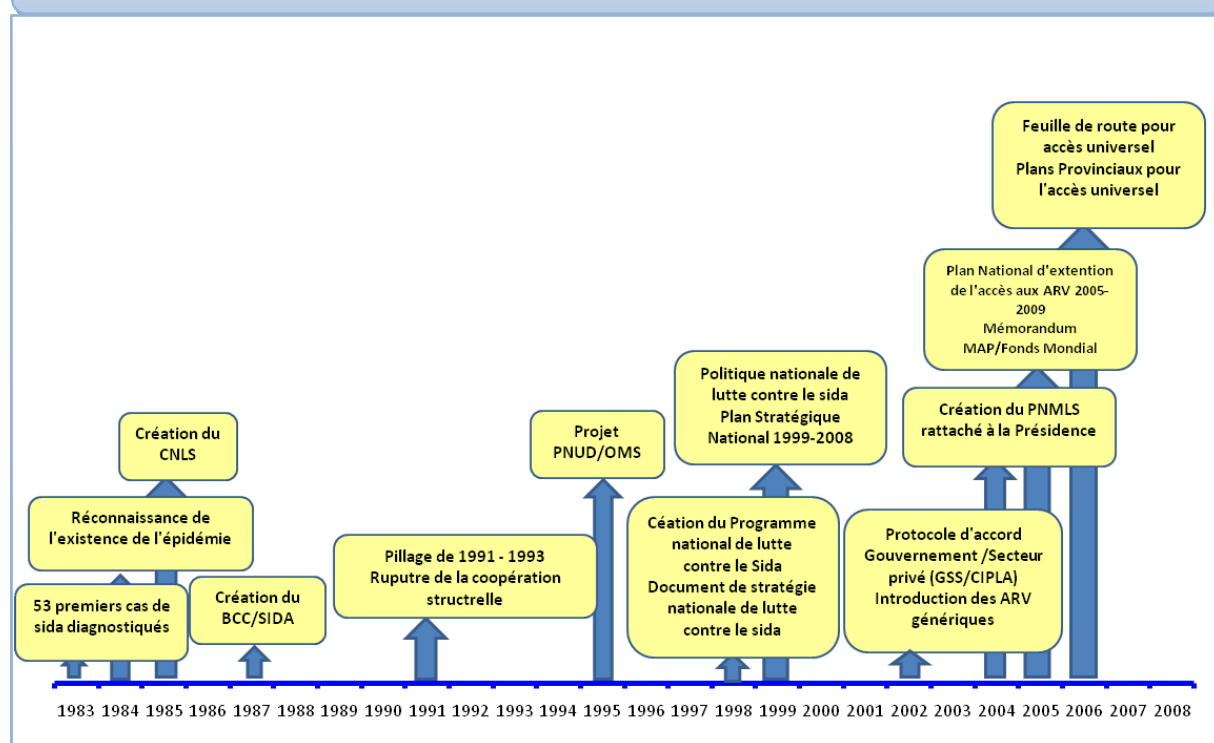 Feuille de route pour
accès universel
Plans Provinciaux pour
l'accès universel
Plan National d'extention
de l'accès aux ARV 2005-
2009
Mémorandum
MAP/Fonds Mondial
Politique nationale de
lutte contre le sida
Plan Stratégique
National 1999-2008
Création du PNMLS
rattaché à la Présidence
Projet
PNUD/OMS
Création du
CNLS
Réconnaissance de
l'existence de l'épidémie
53 premiers cas de
sida diagnostiqués
Création du
BCC/SIDA
Pillage de 1991 - 1993
Ruputre de la coopération
structrelle
Céation du Programme
national de lutte
contre le Sida
Document de stratégie
nationale de lutte
contre le sida
Protocole d'accord
Gouvernement /Secteur
privé (GSS/CIPLA)
Introduction des ARV
génériques
1983 1984 1985 1986 1987 1988 1989 1990 1991 1992 1993 1994 1995 1996 1997 1998 1999 2000 2001 2002 2003 2004 2005 2006 2007 2008